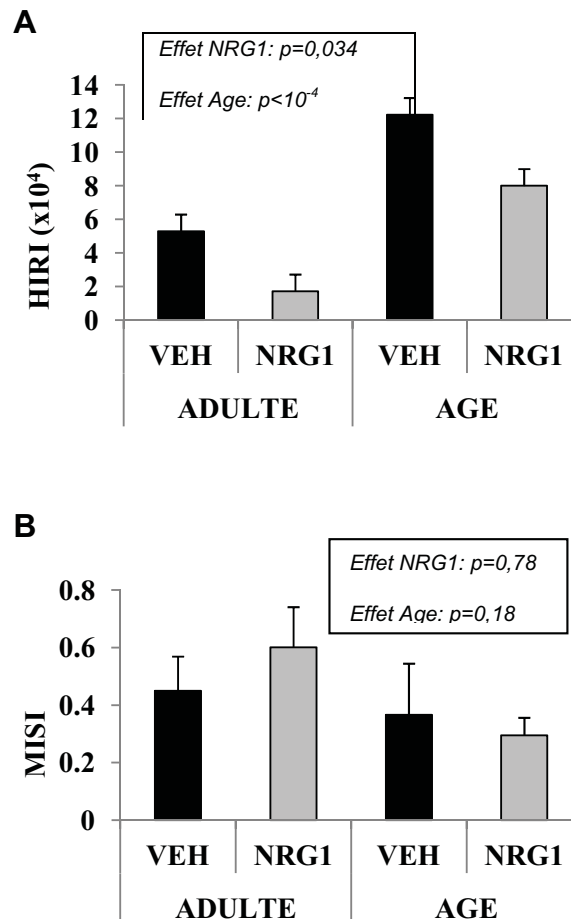 A
Effet NRG1: p=0,034
Effet Age: p<10⁻⁴
HIRI (x10⁴)
14
12
10
8
6
4
2
0
VEH NRG1 VEH NRG1
ADULTE AGE
B
Effet NRG1: p=0,78
Effet Age: p=0,18
MISI
0.8
0.6
0.4
0.2
0
VEH NRG1 VEH NRG1
ADULTE AGE